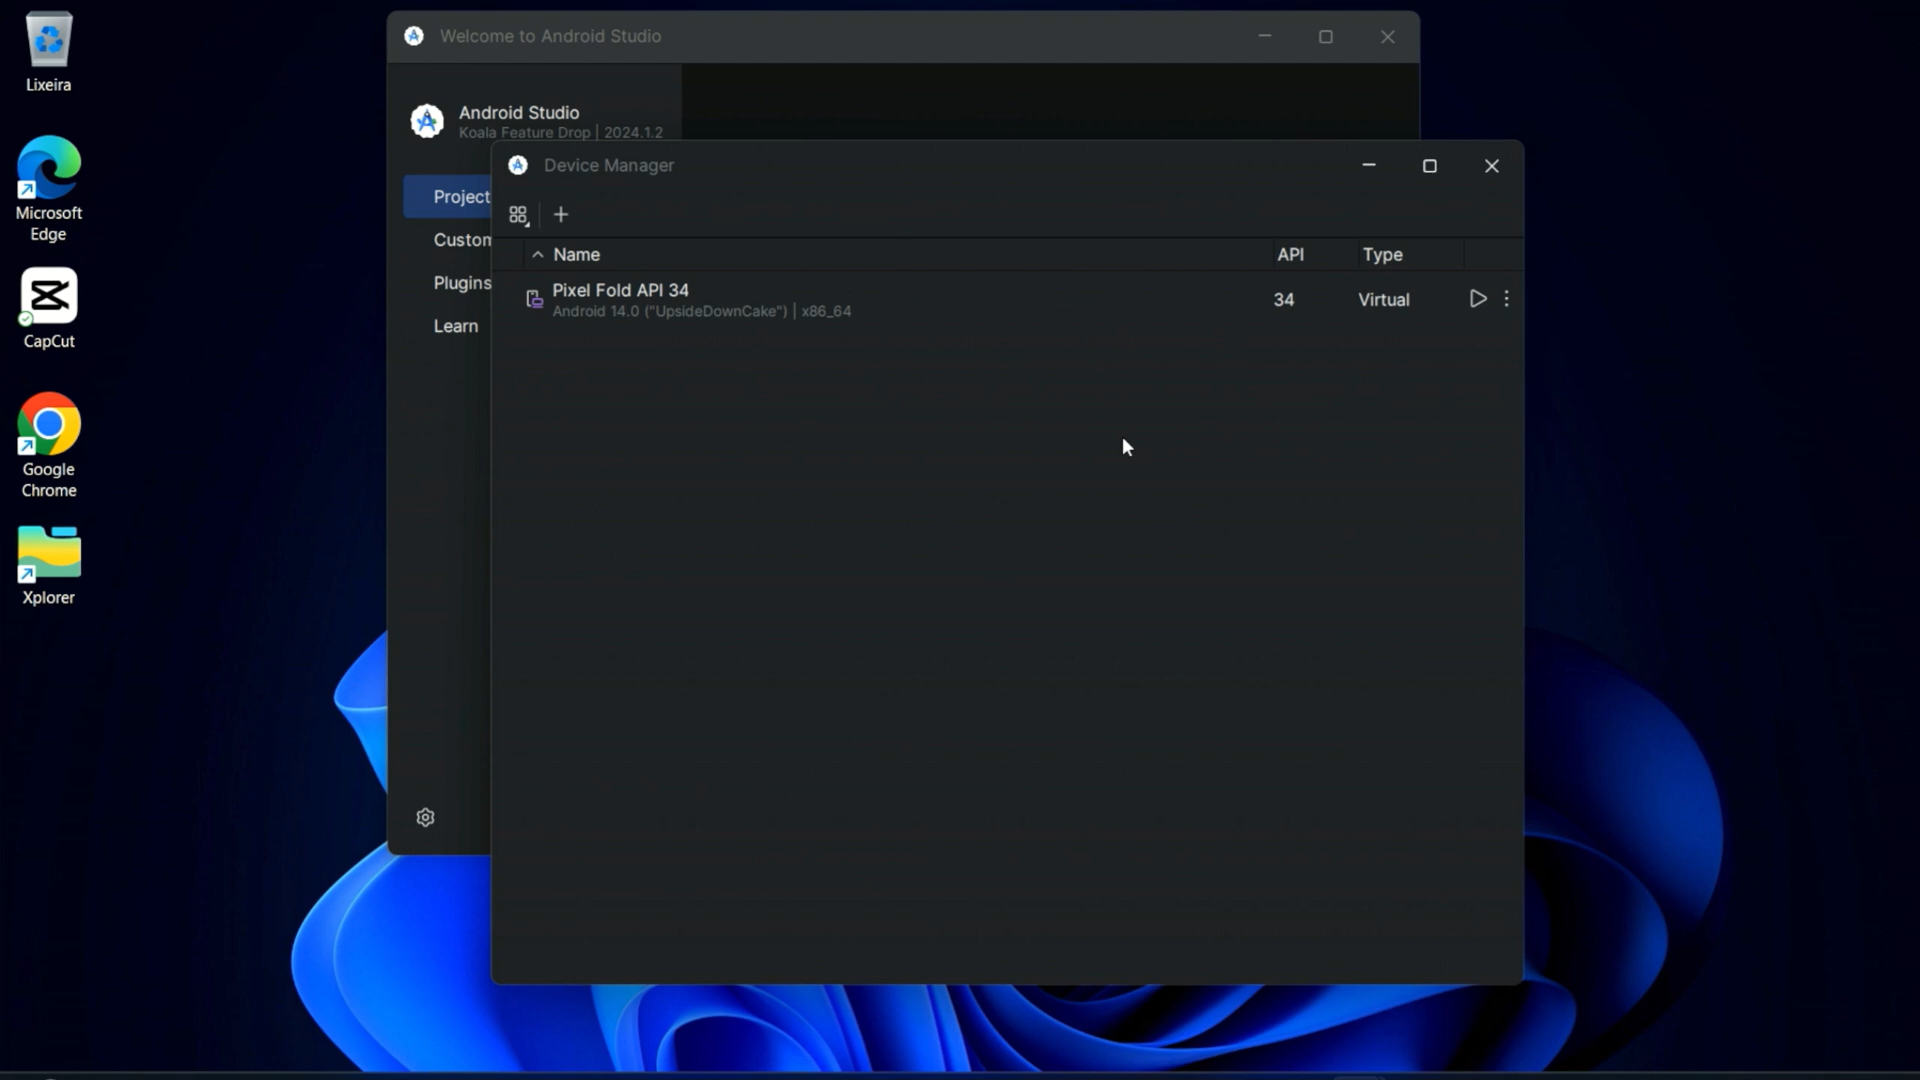 Lixeira
Microsoft
Edge
CapCut
Google
Chrome
Xplorer
Welcome to Android Studio
Android Studio
Koala Feature Drop | 2024.1.2
Project
Custom
Plugins
Learn
Device Manager
Name API Type
Pixel Fold API 34
Android 14.0 ("UpsideDownCake") | x86_64
34 Virtual